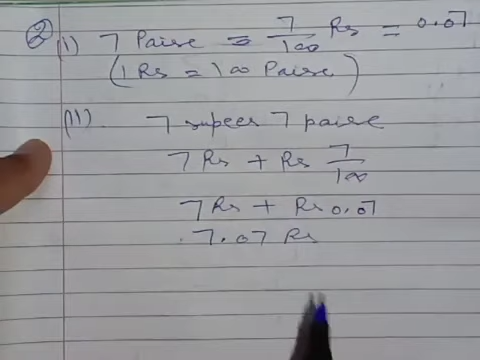 ② (i) 7 Paise = 7/100 Rs = 0.07
(1 Rs = 100 Paise)
(ii) 7 rupees 7 paise
7 Rs + Rs 7/100
7 Rs + Rs 0.07
7.07 Rs